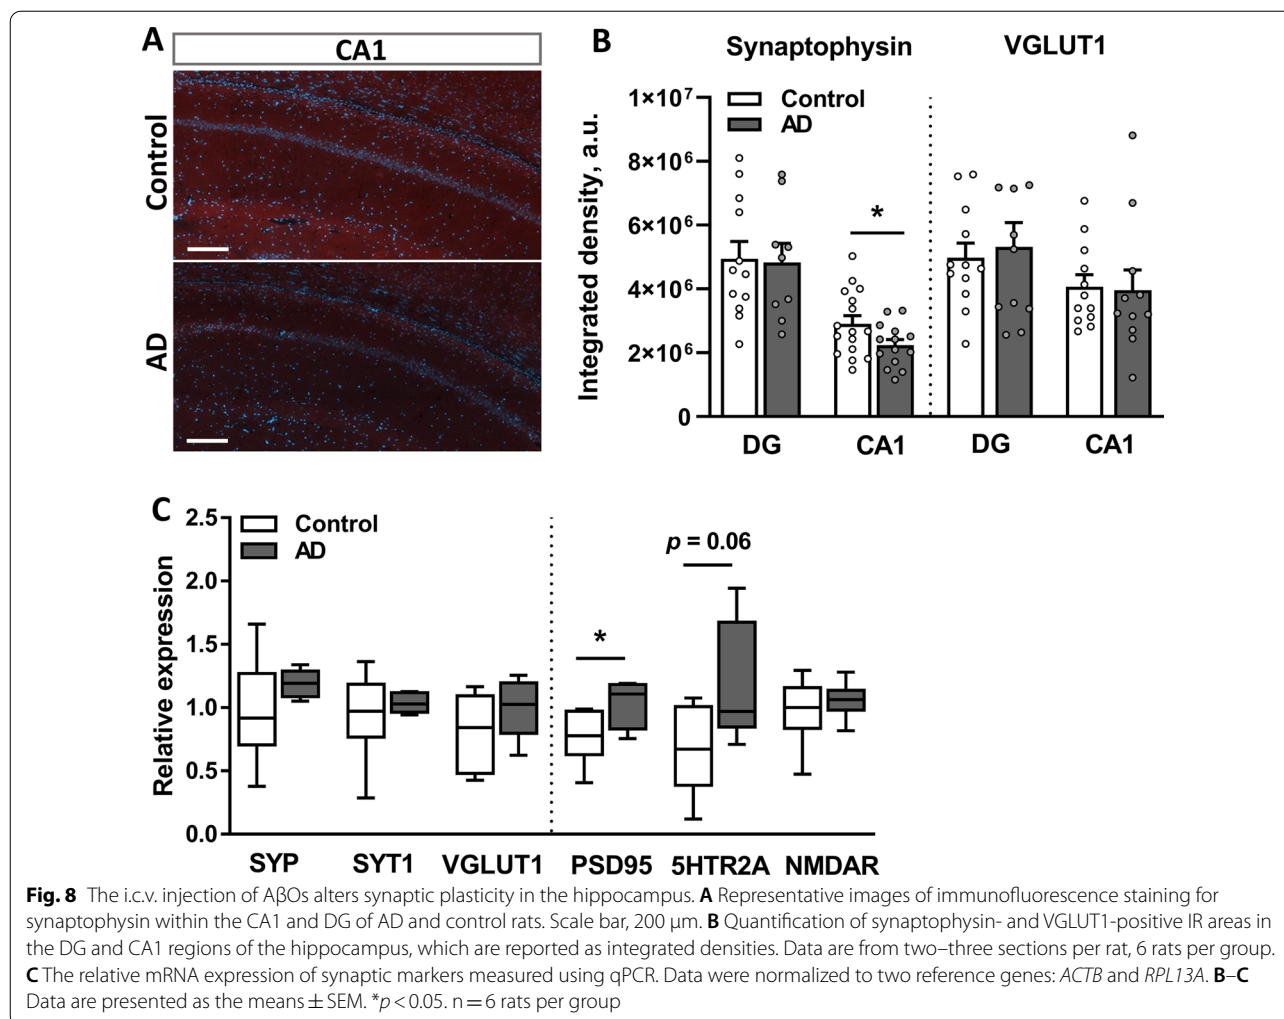 A
CA1
Control
AD
B
Synaptophysin
VGLUT1
Control
AD
Integrated density, a.u.
1×10⁷
8×10⁶
6×10⁶
4×10⁶
2×10⁶
0
*
DG
CA1
DG
CA1
C
Control
AD
Relative expression
2.5
2.0
1.5
1.0
0.5
0.0
*
p = 0.06
SYP
SYT1
VGLUT1
PSD95
5HTR2A
NMDAR
Fig. 8 The i.c.v. injection of AβOs alters synaptic plasticity in the hippocampus. A Representative images of immunofluorescence staining for
synaptophysin within the CA1 and DG of AD and control rats. Scale bar, 200 μm. B Quantification of synaptophysin- and VGLUT1-positive IR areas in
the DG and CA1 regions of the hippocampus, which are reported as integrated densities. Data are from two–three sections per rat, 6 rats per group.
C The relative mRNA expression of synaptic markers measured using qPCR. Data were normalized to two reference genes: ACTB and RPL13A. B–C
Data are presented as the means ± SEM. *p < 0.05. n = 6 rats per group